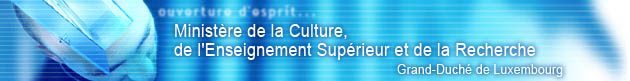 ouverture d'esprit...
Ministère de la Culture,
de l'Enseignement Supérieur et de la Recherche
Grand-Duché de Luxembourg